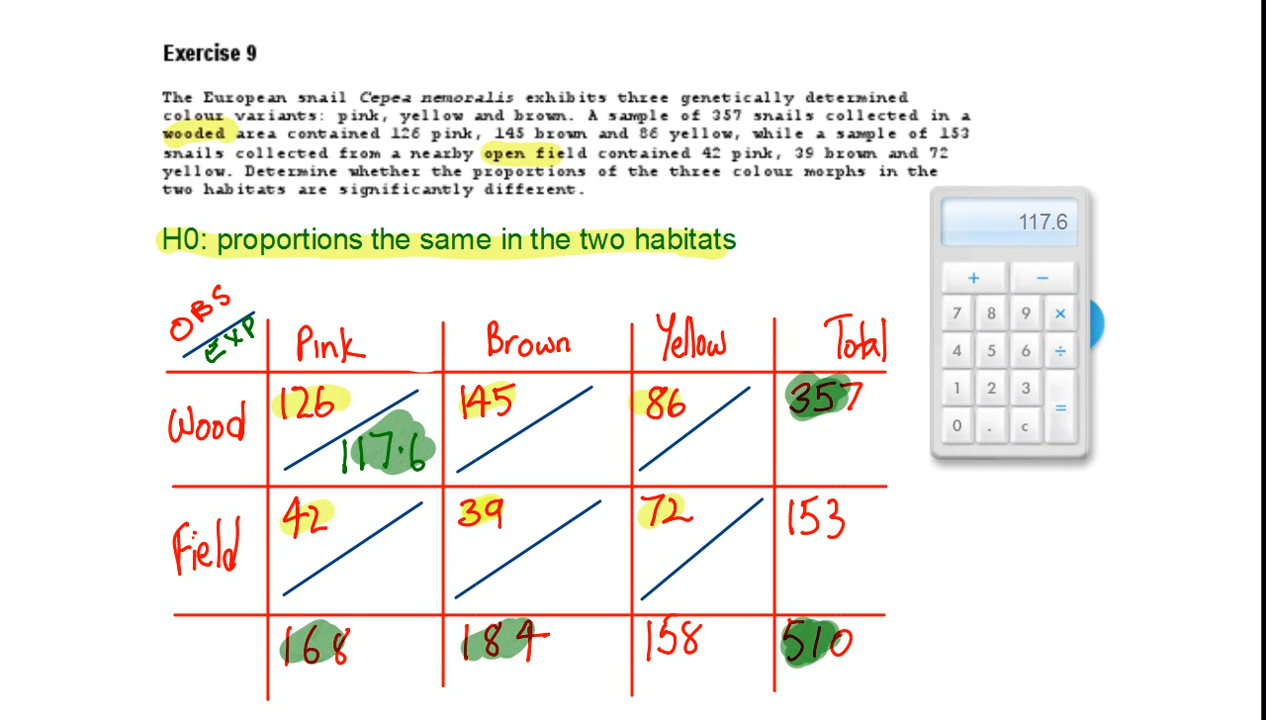 Exercise 9
The European snail Cepea nemoralis exhibits three genetically determined
colour variants: pink, yellow and brown. A sample of 357 snails collected in a
wooded area contained 126 pink, 145 brown and 86 yellow, while a sample of 153
snails collected from a nearby open field contained 42 pink, 39 brown and 72
yellow. Determine whether the proportions of the three colour morphs in the
two habitats are significantly different.
H0: proportions the same in the two habitats
117.6
+ −
7 8 9 ×
4 5 6 ÷
1 2 3
0 . c =
OBS
EXP
Pink Brown Yellow Total
Wood 126 145 86 357
117.6
Field 42 39 72 153
168 184 158 510